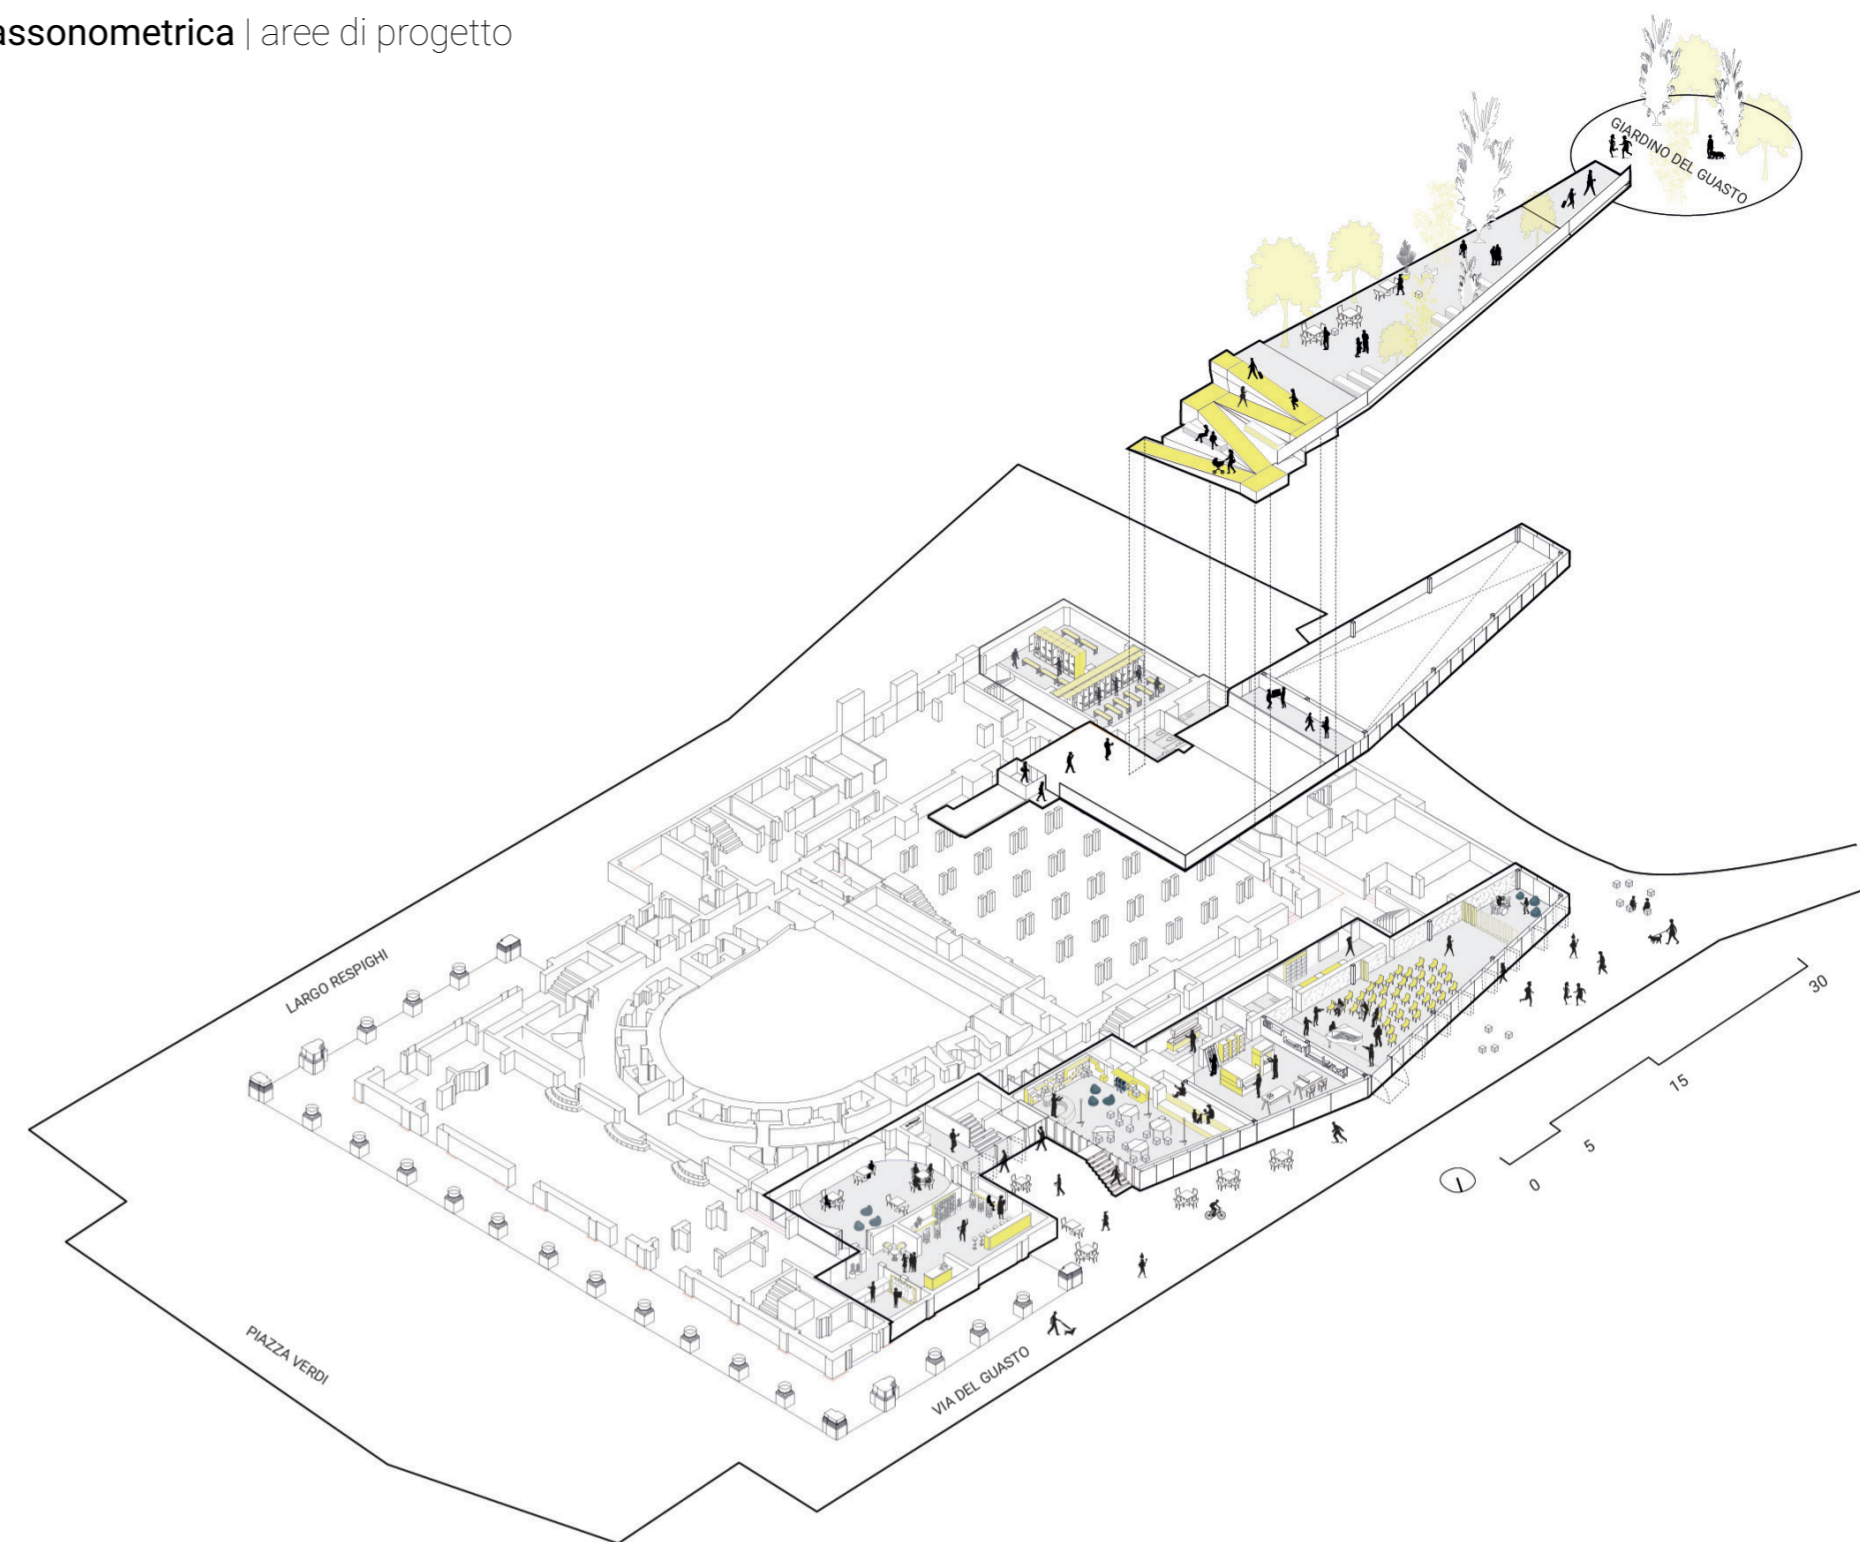 assonometrica | aree di progetto
GIARDINO DEL GUASTO
LARGO RESPIGHI
30
15
5
0
PIAZZA VERDI
VIA DEL GUASTO